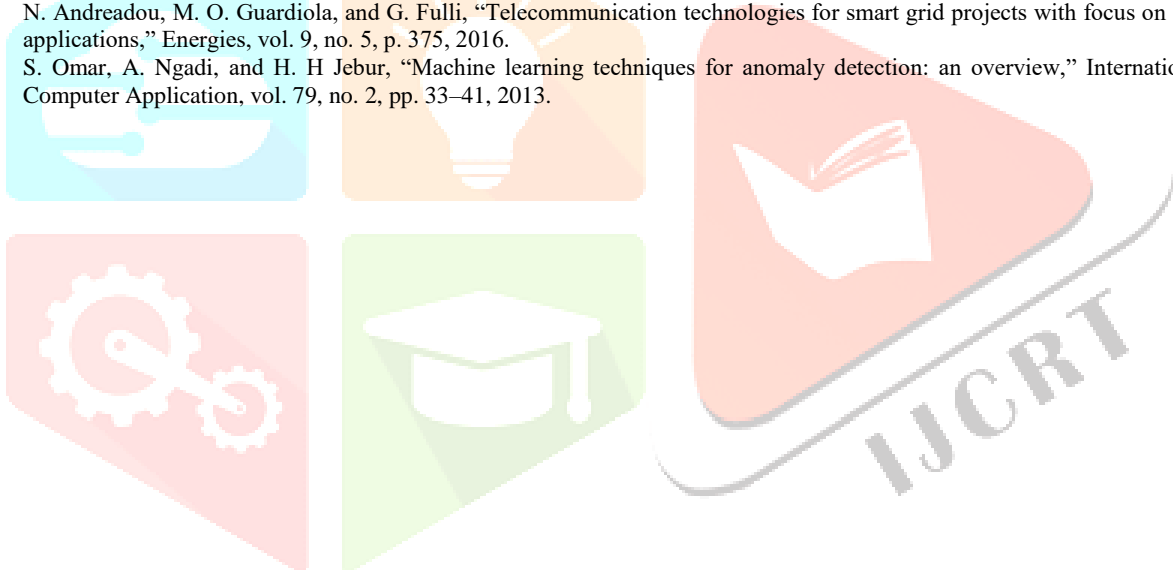 N. Andreadou, M. O. Guardiola, and G. Fulli, “Telecommunication technologies for smart grid projects with focus on
applications,” Energies, vol. 9, no. 5, p. 375, 2016.
S. Omar, A. Ngadi, and H. H Jebur, “Machine learning techniques for anomaly detection: an overview,”
Computer Application, vol. 79, no. 2, pp. 33–41, 2013.
IJCRT